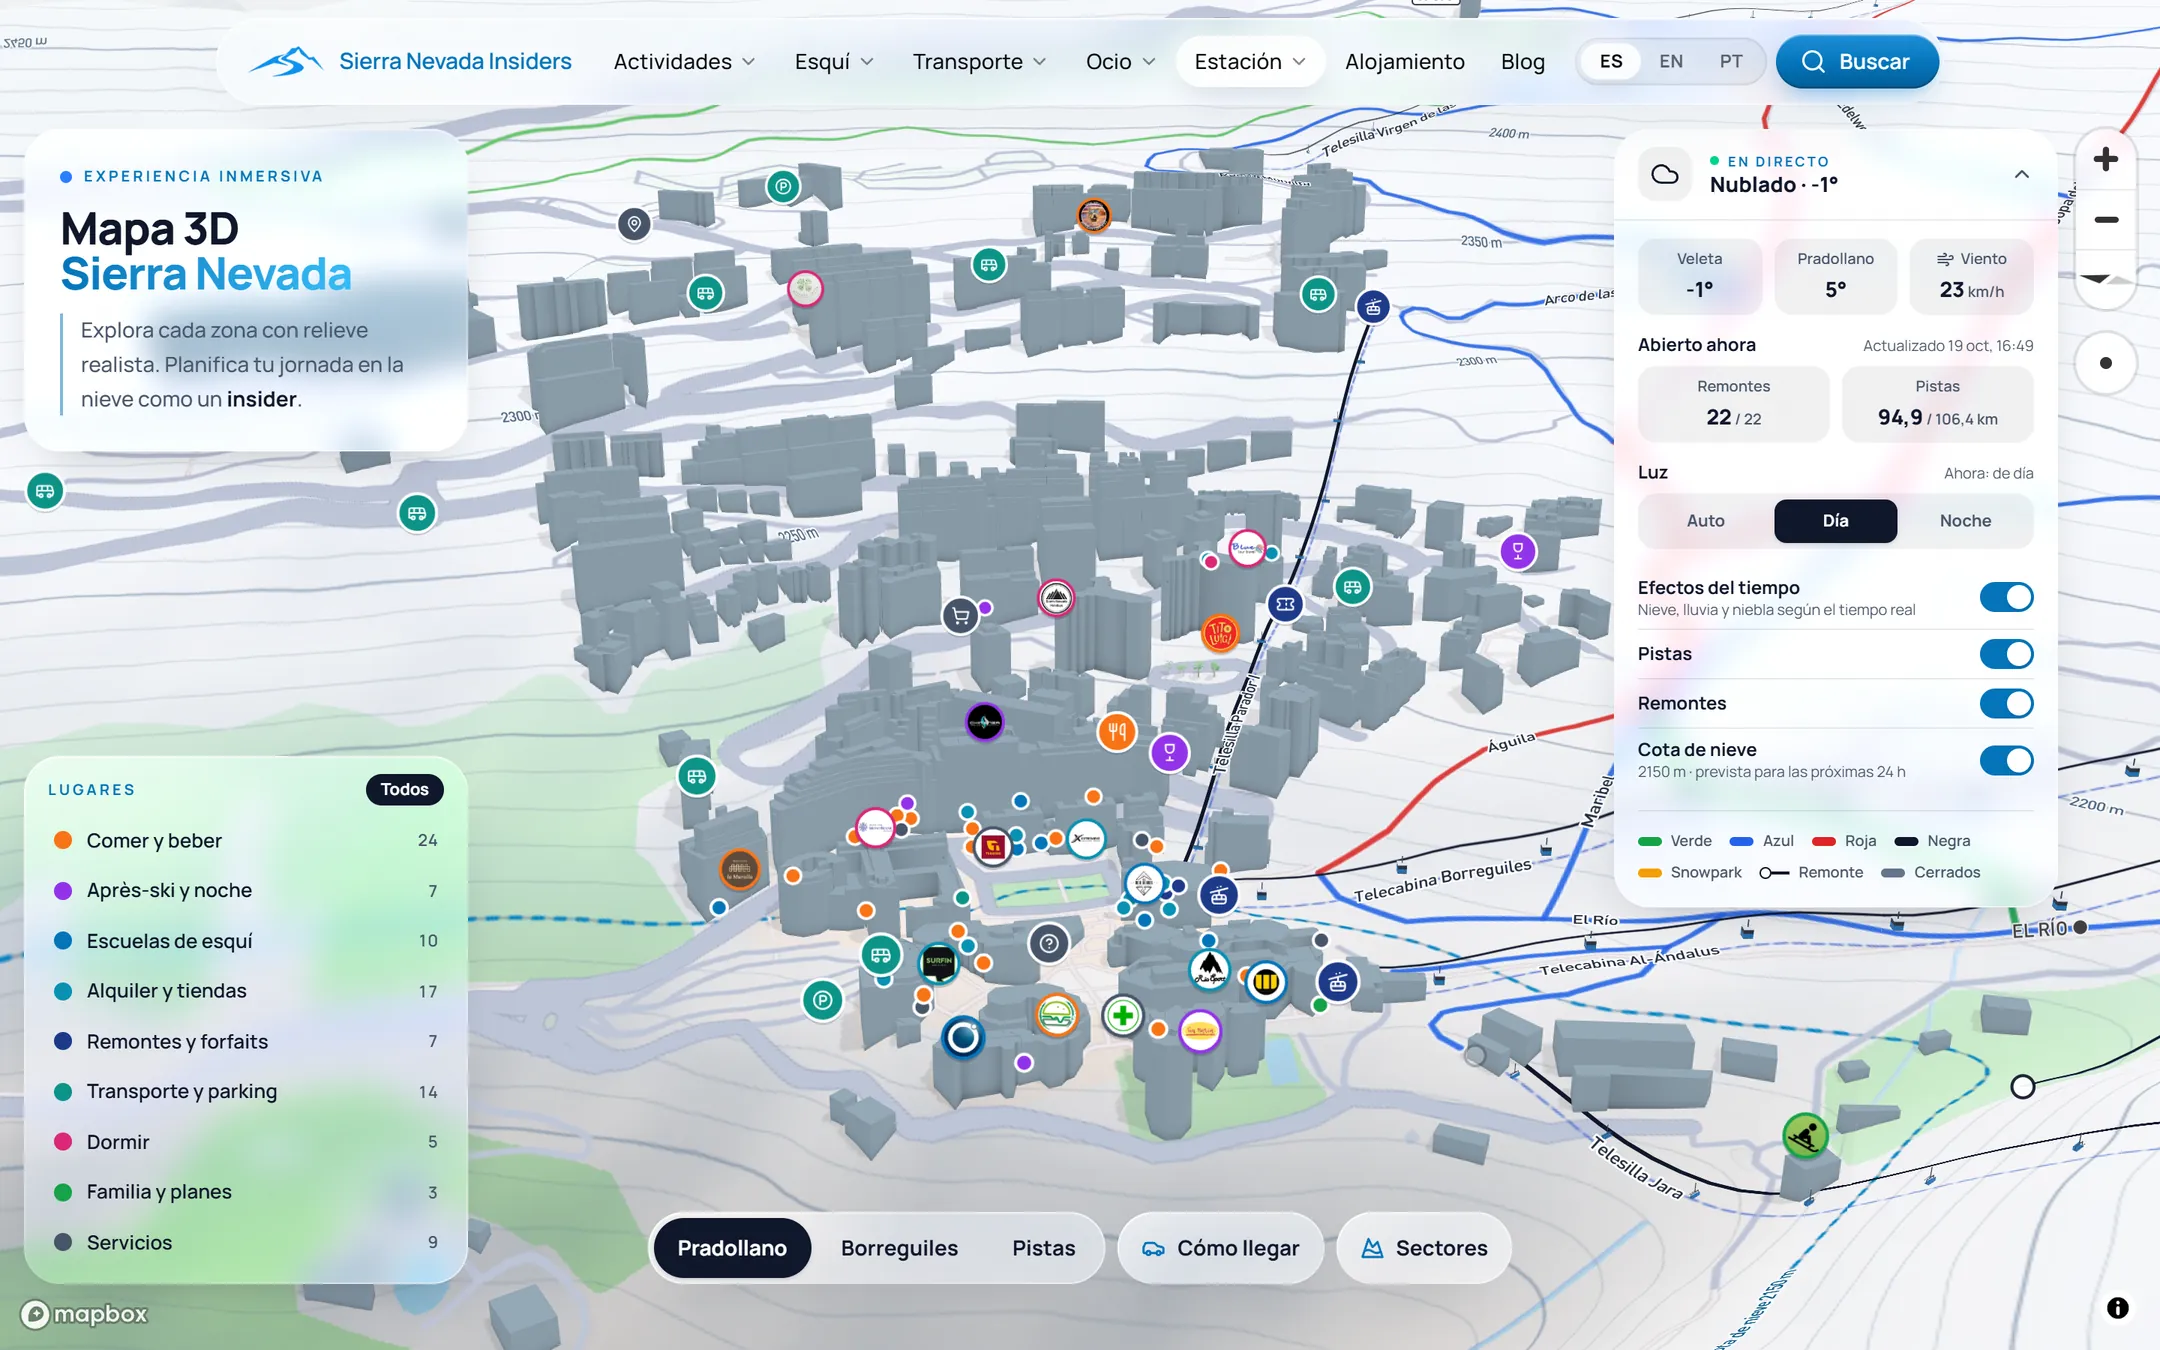 2450 m
Sierra Nevada Insiders
Actividades
Esquí
Transporte
Ocio
Estación
Alojamiento
Blog
ES
EN
PT
Buscar
EXPERIENCIA INMERSIVA
Mapa 3D
Sierra Nevada
Explora cada zona con relieve
realista. Planifica tu jornada en la
nieve como un insider.
Telesilla Virgen de las
2400 m
2350 m
Arco de las
2300 m
2300 m
2250 m
EN DIRECTO
Nublado · -1°
Veleta
-1°
Pradollano
5°
Viento
23 km/h
Abierto ahora
Actualizado 19 oct, 16:49
Remontes
22 / 22
Pistas
94,9 / 106,4 km
Luz
Ahora: de día
Auto
Día
Noche
Efectos del tiempo
Nieve, lluvia y niebla según el tiempo real
Pistas
Remontes
Cota de nieve
2150 m · prevista para las próximas 24 h
Verde
Azul
Roja
Negra
Snowpark
Remonte
Cerrados
TiTo
LUiGi
Telesilla Parador I
Águila
Maribel
2200 m
Telecabina Borreguiles
El Río
EL RÍO
Telecabina Al-Ándalus
SURFIN
Telesilla Jara
LUGARES
Todos
Comer y beber
24
Après-ski y noche
7
Escuelas de esquí
10
Alquiler y tiendas
17
Remontes y forfaits
7
Transporte y parking
14
Dormir
5
Familia y planes
3
Servicios
9
Pradollano
Borreguiles
Pistas
Cómo llegar
Sectores
de nieve 2150 m
mapbox